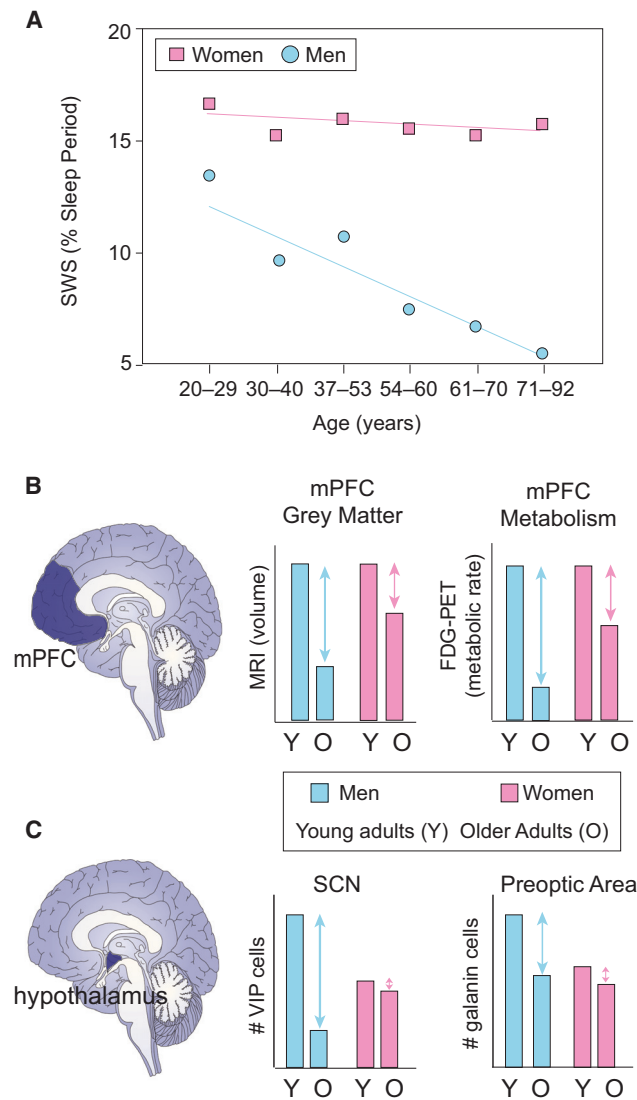 A
20
15
10
5
SWS (% Sleep Period)
Women Men
20–29 30–40 37–53 54–60 61–70 71–92
Age (years)
B
mPFC
mPFC
Grey Matter
MRI (volume)
Y O Y O
mPFC
Metabolism
FDG-PET
(metabolic rate)
Y O Y O
Men Women
Young adults (Y) Older Adults (O)
C
hypothalamus
SCN
# VIP cells
Y O Y O
Preoptic Area
# galanin cells
Y O Y O